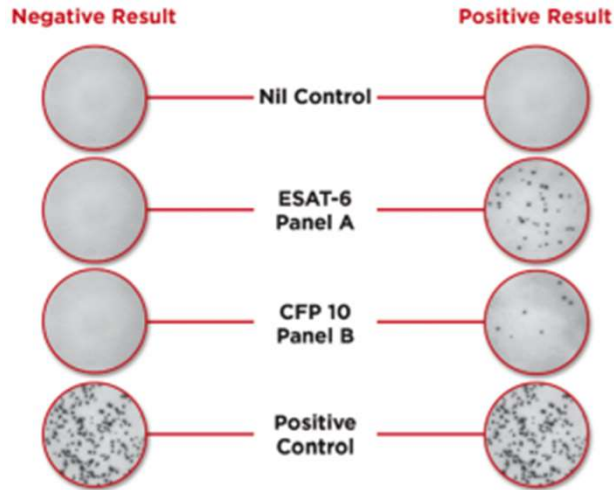 Negative Result
Positive Result
Nil Control
ESAT-6
Panel A
CFP 10
Panel B
Positive
Control